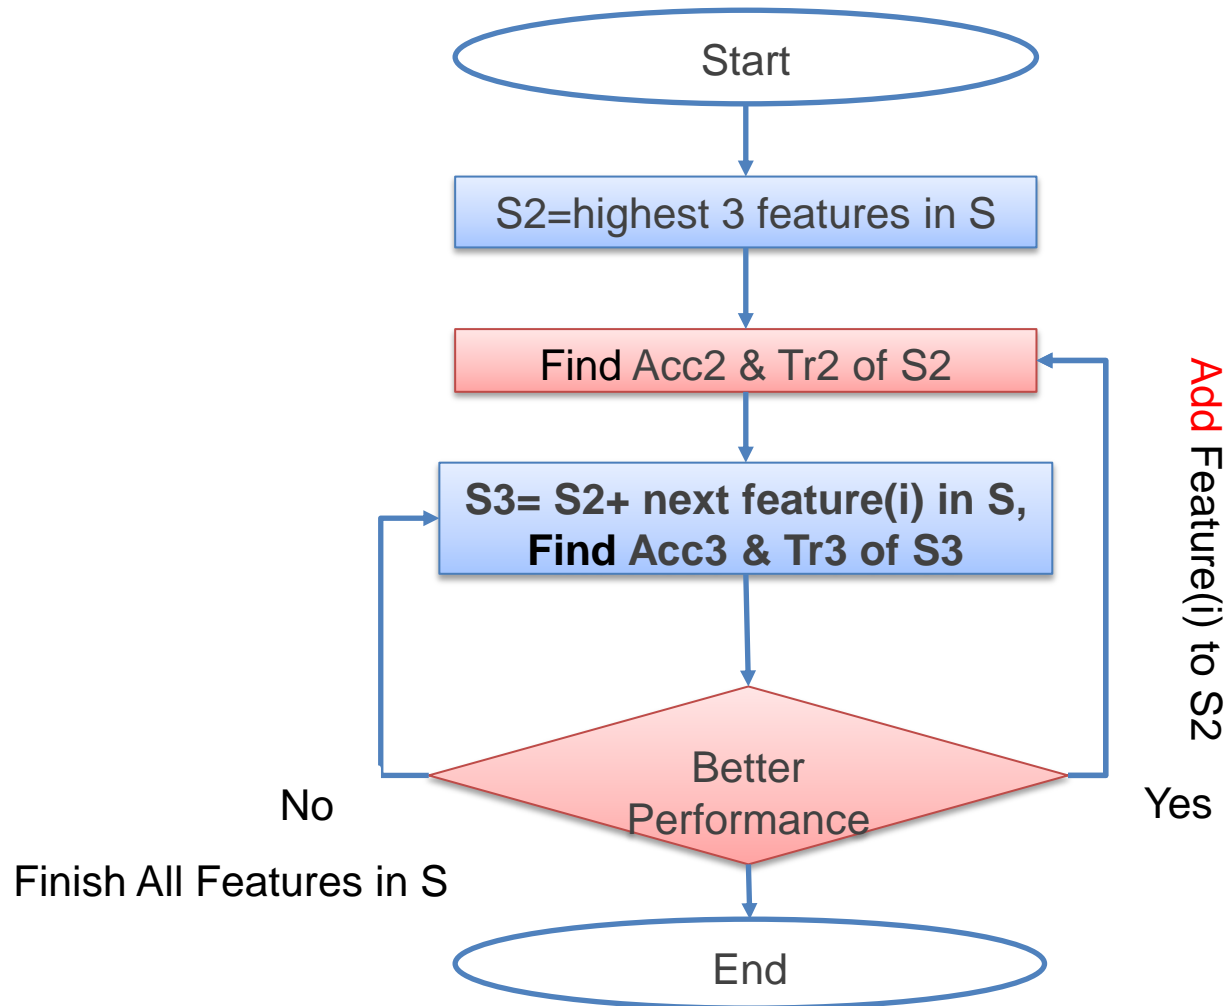 Start
S2=highest 3 features in S
Find Acc2 & Tr2 of S2
S3= S2+ next feature(i) in S,
Find Acc3 & Tr3 of S3
Add Feature(i) to S2
Better
Performance
No
Yes
Finish All Features in S
End